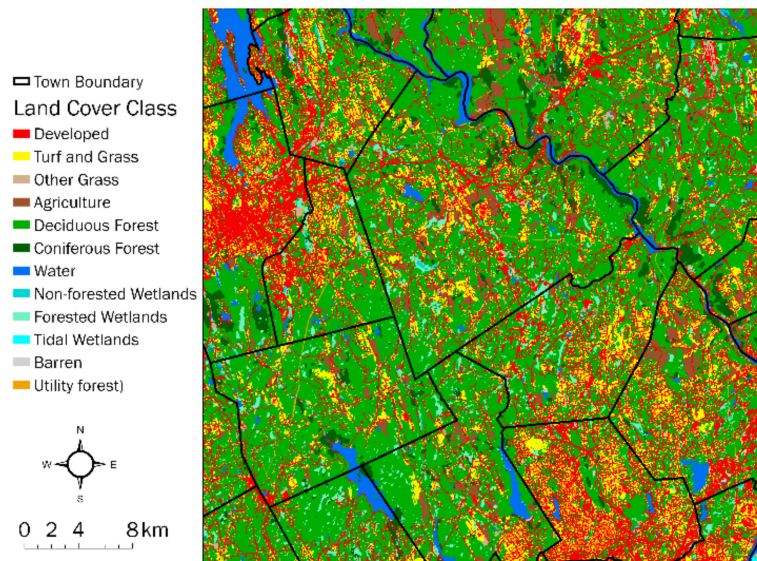 Town Boundary
Land Cover Class
Developed
Turf and Grass
Other Grass
Agriculture
Deciduous Forest
Coniferous Forest
Water
Non-forested Wetlands
Forested Wetlands
Tidal Wetlands
Barren
Utility forest)
N
W E
S
0 2 4 8 km